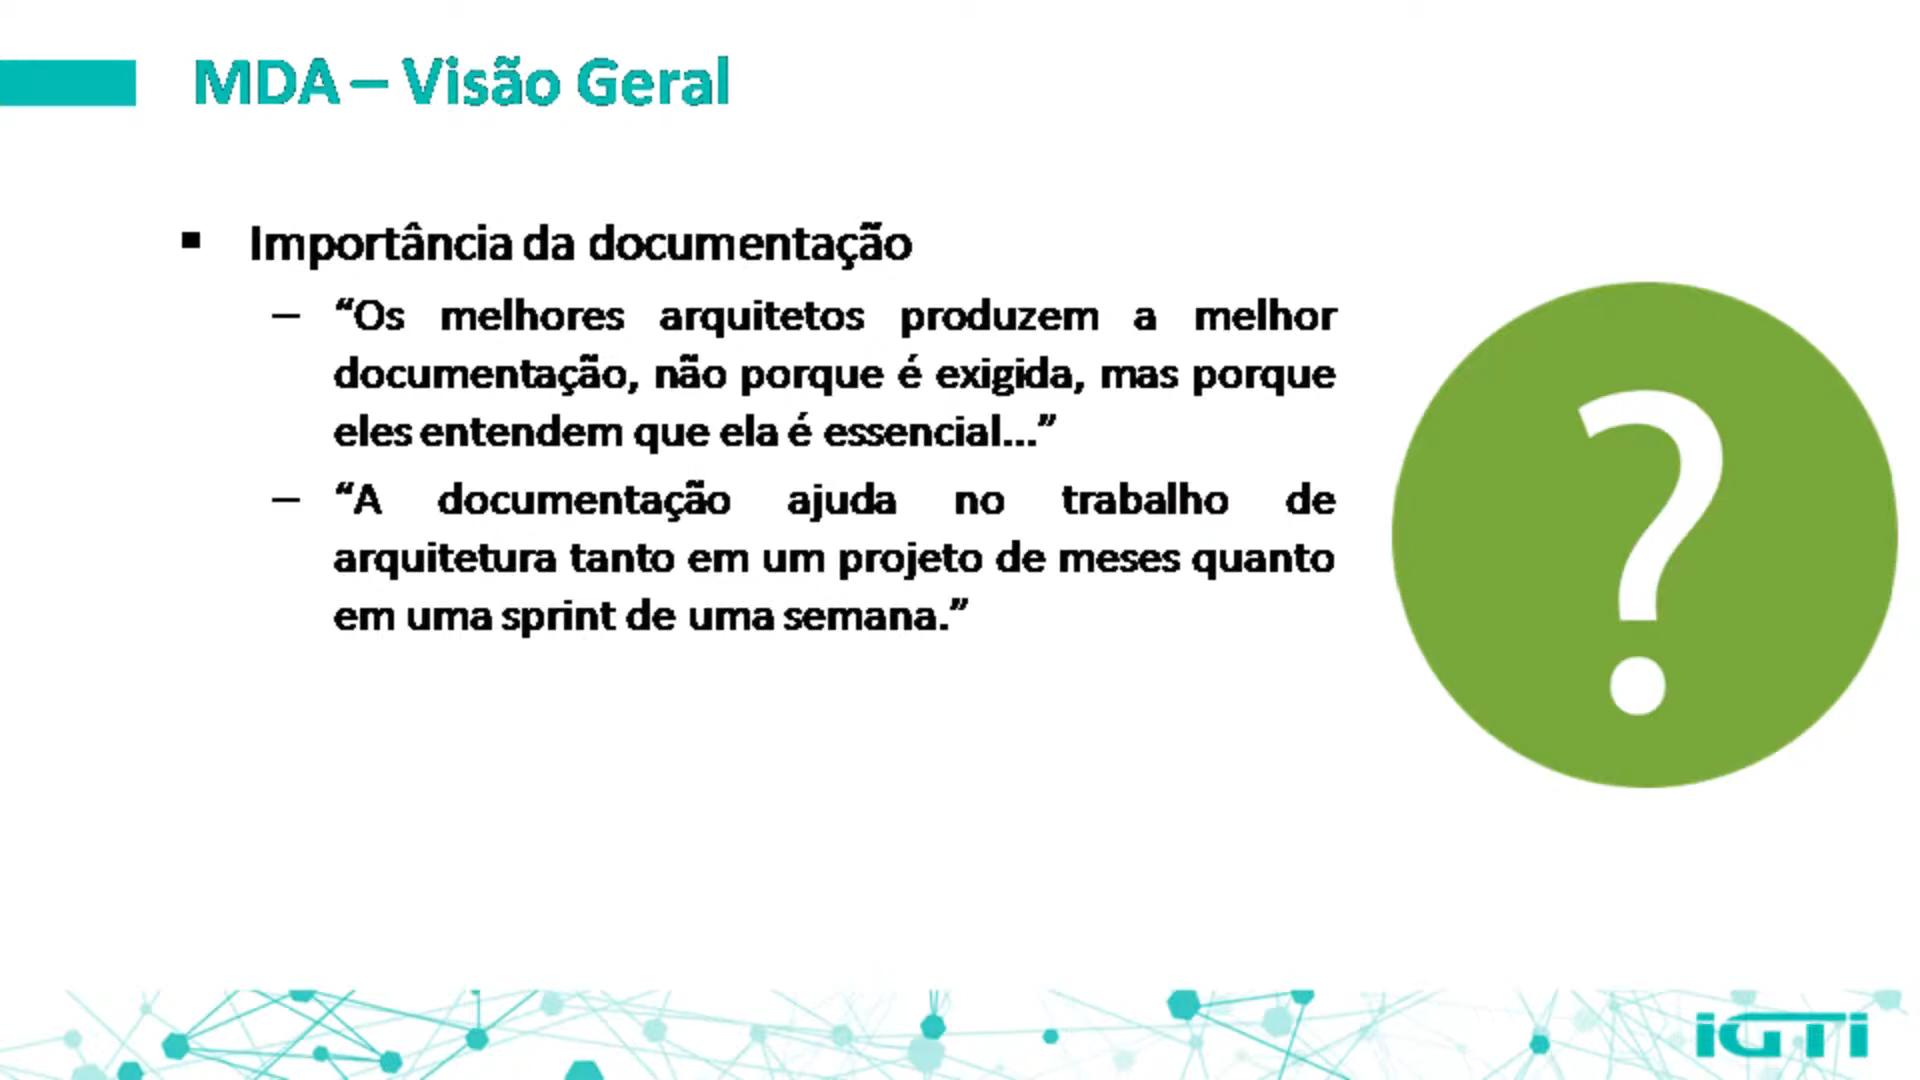 MDA – Visão Geral
▪ Importância da documentação
– “Os melhores arquitetos produzem a melhor
documentação, não porque é exigida, mas porque
eles entendem que ela é essencial...”
– “A documentação ajuda no trabalho de
arquitetura tanto em um projeto de meses quanto
em uma sprint de uma semana.”
?
iGTi